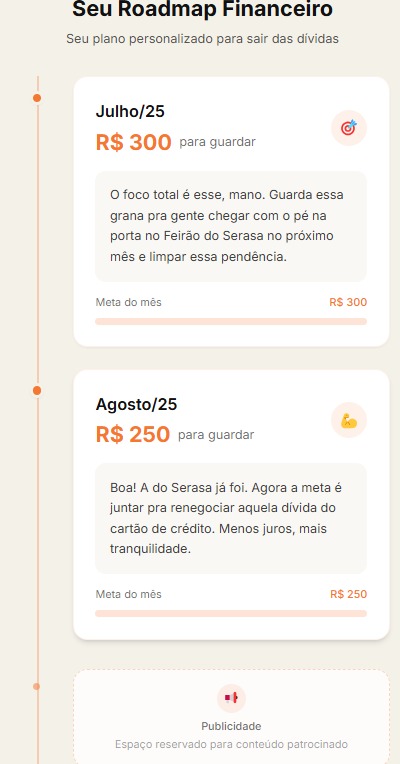 Seu Roadmap Financeiro
Seu plano personalizado para sair das dívidas
Julho/25
R$ 300 para guardar
O foco total é esse, mano. Guarda essa
grana pra gente chegar com o pé na
porta no Feirão do Serasa no próximo
mês e limpar essa pendência.
Meta do mês R$ 300
Agosto/25
R$ 250 para guardar
Boa! A do Serasa já foi. Agora a meta é
juntar pra renegociar aquela dívida do
cartão de crédito. Menos juros, mais
tranquilidade.
Meta do mês R$ 250
Publicidade
Espaço reservado para conteúdo patrocinado